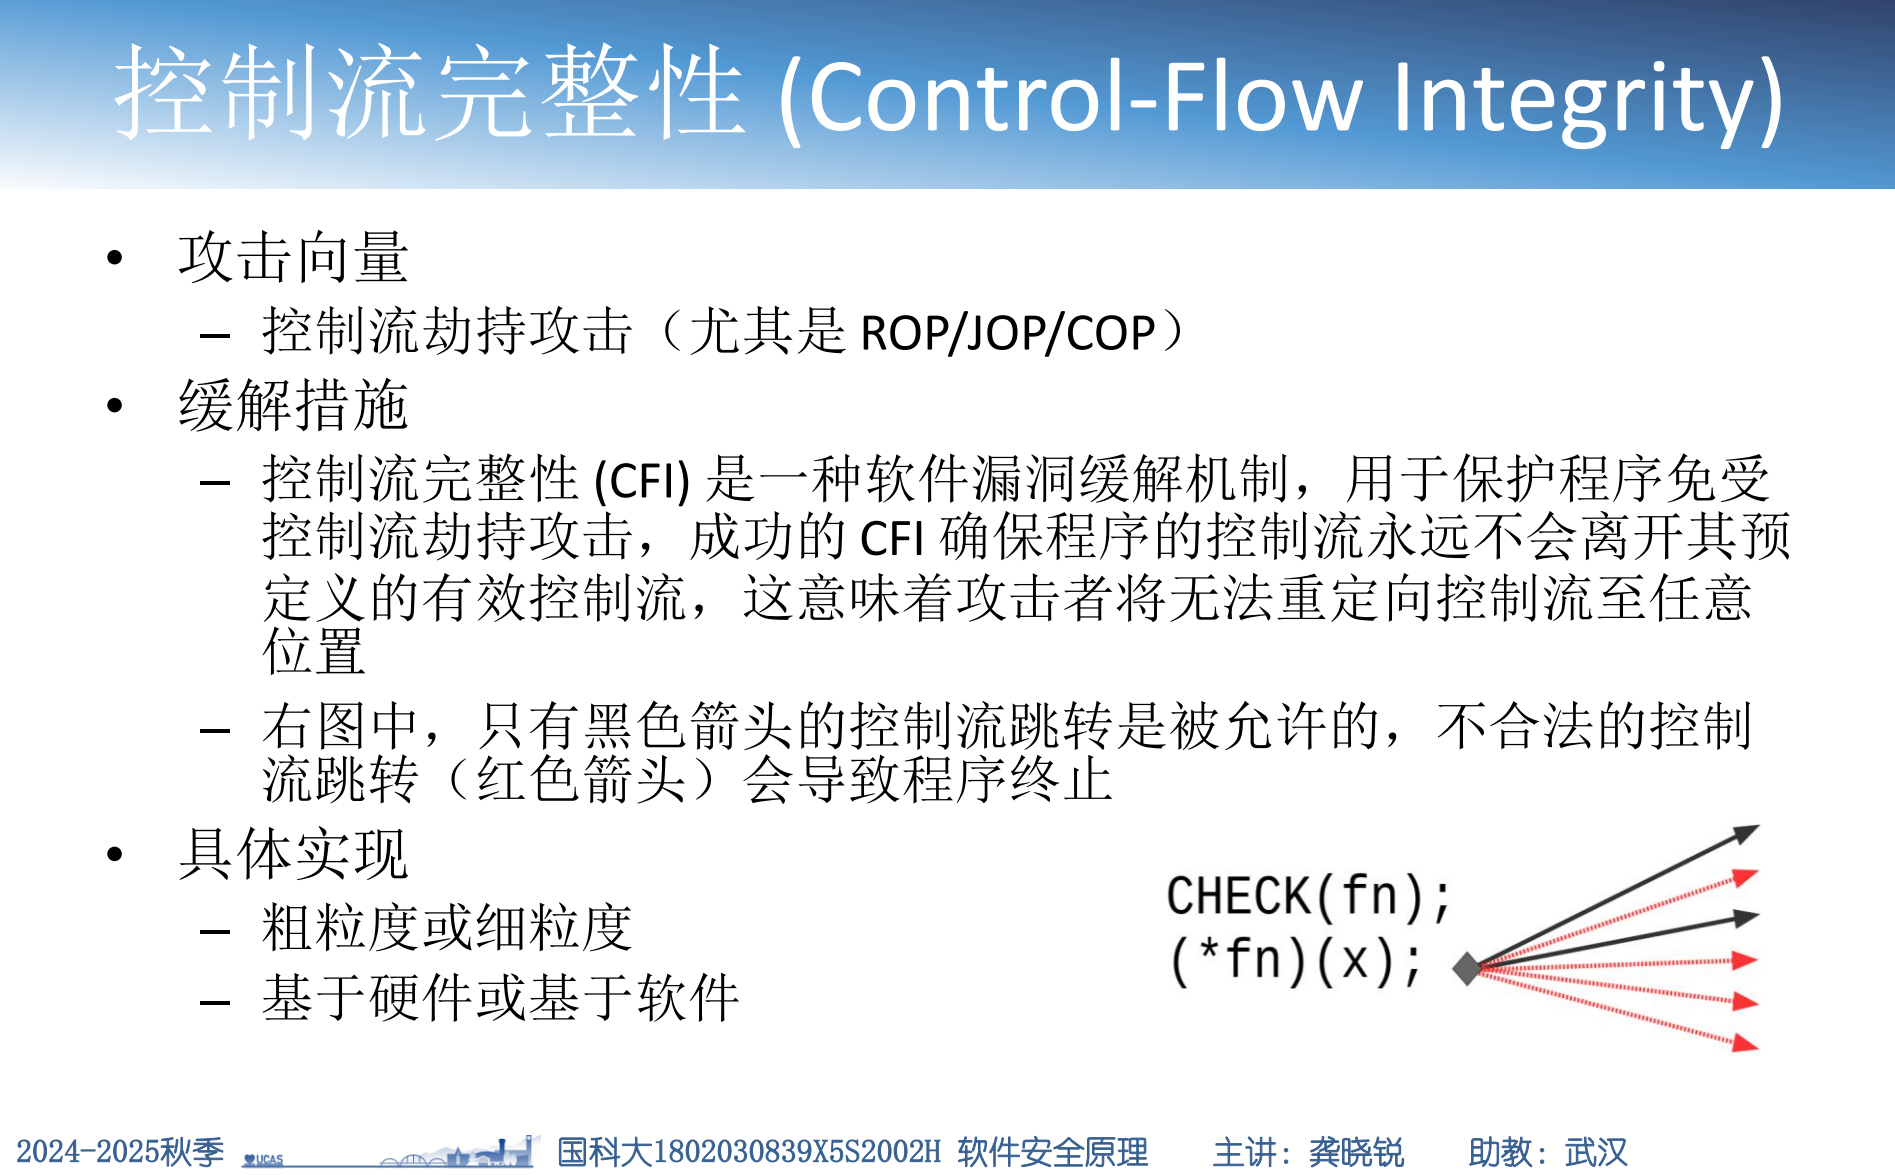 控制流完整性 (Control-Flow Integrity)
• 攻击向量
– 控制流劫持攻击（尤其是 ROP/JOP/COP）
• 缓解措施
– 控制流完整性 (CFI) 是一种软件漏洞缓解机制，用于保护程序免受
控制流劫持攻击，成功的 CFI 确保程序的控制流永远不会离开其预
定义的有效控制流，这意味着攻击者将无法重定向控制流至任意
位置
– 右图中，只有黑色箭头的控制流跳转是被允许的，不合法的控制
流跳转（红色箭头）会导致程序终止
• 具体实现
– 粗粒度或细粒度
– 基于硬件或基于软件
CHECK(fn);
(*fn)(x);
2024-2025秋季 UCAS 国科大1802030839X5S2002H 软件安全原理 主讲：龚晓锐 助教：武汉